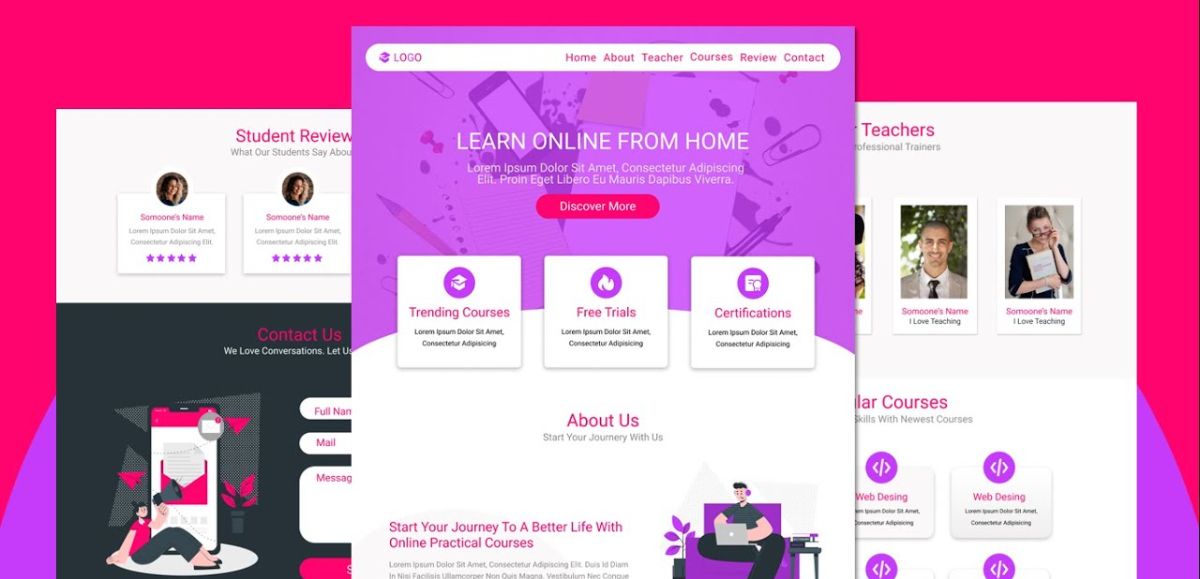 LOGO
Home About Teacher Courses Review Contact
LEARN ONLINE FROM HOME
Lorem Ipsum Dolor Sit Amet, Consectetur Adipiscing
Elit. Proin Eget Libero Eu Mauris Dapibus Viverra.
Discover More
Trending Courses
Lorem Ipsum Dolor Sit Amet,
Consectetur Adipisicing
Free Trials
Lorem Ipsum Dolor Sit Amet,
Consectetur Adipisicing
Certifications
Lorem Ipsum Dolor Sit Amet,
Consectetur Adipisicing
About Us
Start Your Journery With Us
Start Your Journey To A Better Life With
Online Practical Courses
Lorem Ipsum Dolor Sit Amet, Consectetur Adipiscing Elit. Duis Id Diam
In Nisi Facilisis Ullamcorper Non Quis Magna. Vestibulum Nec Congue
Student Review
What Our Students Say Abou
Somoone's Name
Lorem Ipsum Dolor Sit Amet,
Consectetur Adipiscing Elit.
Somoone's Name
Lorem Ipsum Dolor Sit Amet,
Consectetur Adipiscing Elit
Contact Us
We Love Conversations. Let Us
Full Nam
Mail
Messag
S
r Teachers
rofessional Trainers
Somoone's Name
I Love Teaching
Somoone's Name
I Love Teaching
lar Courses
Skills With Newest Courses
Web Desing
Lorem Ipsum Dolor Sit Amet,
Consectetur Adipisicing
Web Desing
Lorem Ipsum Dolor Sit Amet,
Consectetur Adipisicing